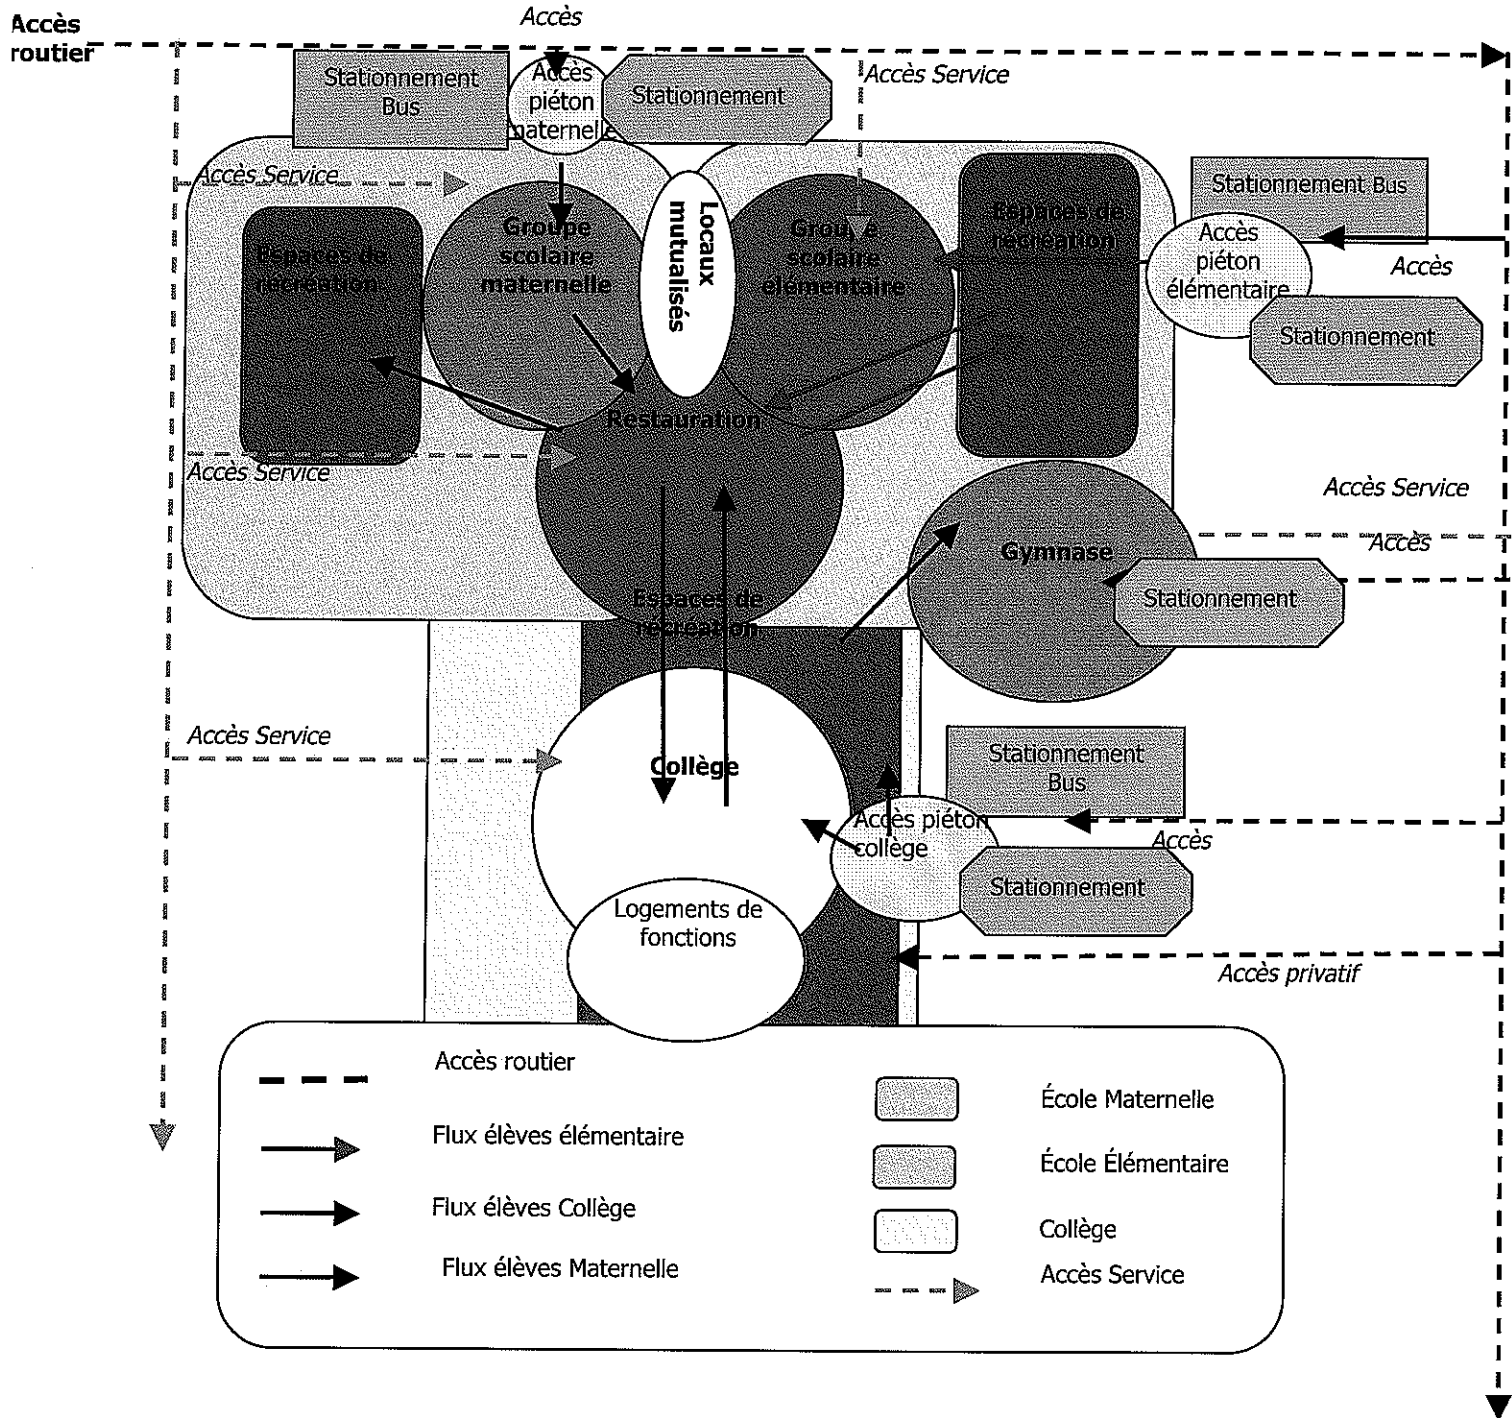 Accès
routier
Accès
Stationnement
Bus
Accès
piéton
maternelle
Stationnement
Accès Service
Accès Service
Stationnement Bus
Groupe
scolaire
maternelle
Locaux
mutualisés
Groupe
scolaire
élémentaire
Espaces de
récréation
Accès
piéton
élémentaire
Accès
Espaces de
récréation
Stationnement
Restauration
Accès Service
Accès Service
Accès
Gymnase
Stationnement
Espaces de
récréation
Accès Service
Collège
Stationnement
Bus
Accès piéton
collège
Accès
Stationnement
Logements de
fonctions
Accès privatif
Accès routier
Flux élèves élémentaire
Flux élèves Collège
Flux élèves Maternelle
École Maternelle
École Élémentaire
Collège
Accès Service